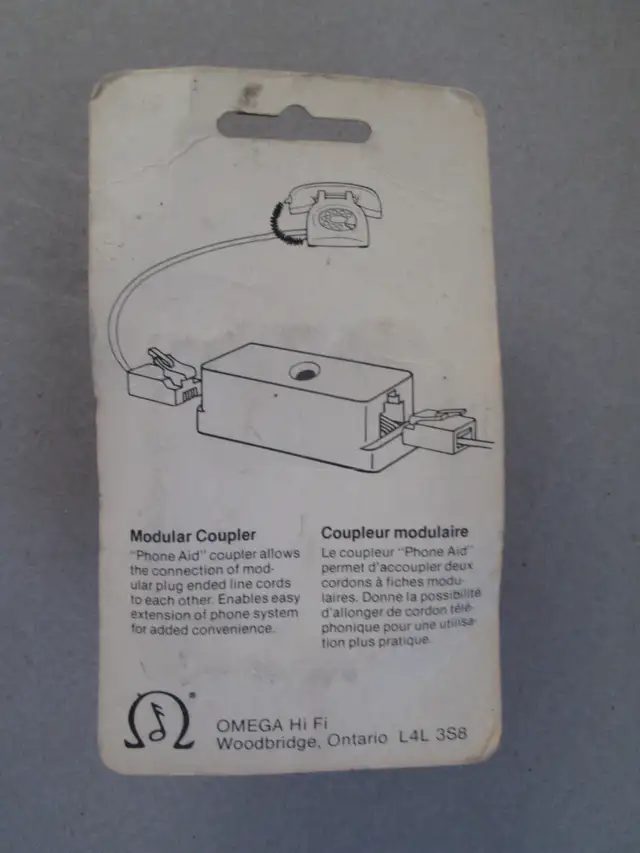 Modular Coupler
"Phone Aid" coupler allows
the connection of mod-
ular plug ended line cords
to each other. Enables easy
extension of phone system
for added convenience.
Coupleur modulaire
Le coupleur "Phone Aid"
permet d'accoupler deux
cordons à fiches modu-
laires. Donne la possibilité
d'allonger de cordon télé-
phonique pour une utilisa-
tion plus pratique.
®
OMEGA Hi Fi
Woodbridge, Ontario L4L 3S8